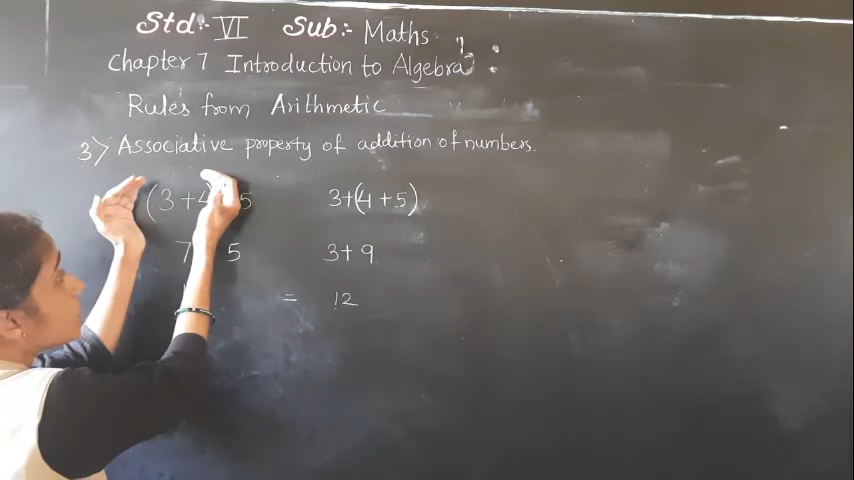 Std:- VI Sub:- Maths.
Chapter 7 Introduction to Algebra
Rules from Arithmetic
3) Associative property of addition of numbers.
(3+4 5 3+(4+5)
7 5 3+9
= 12